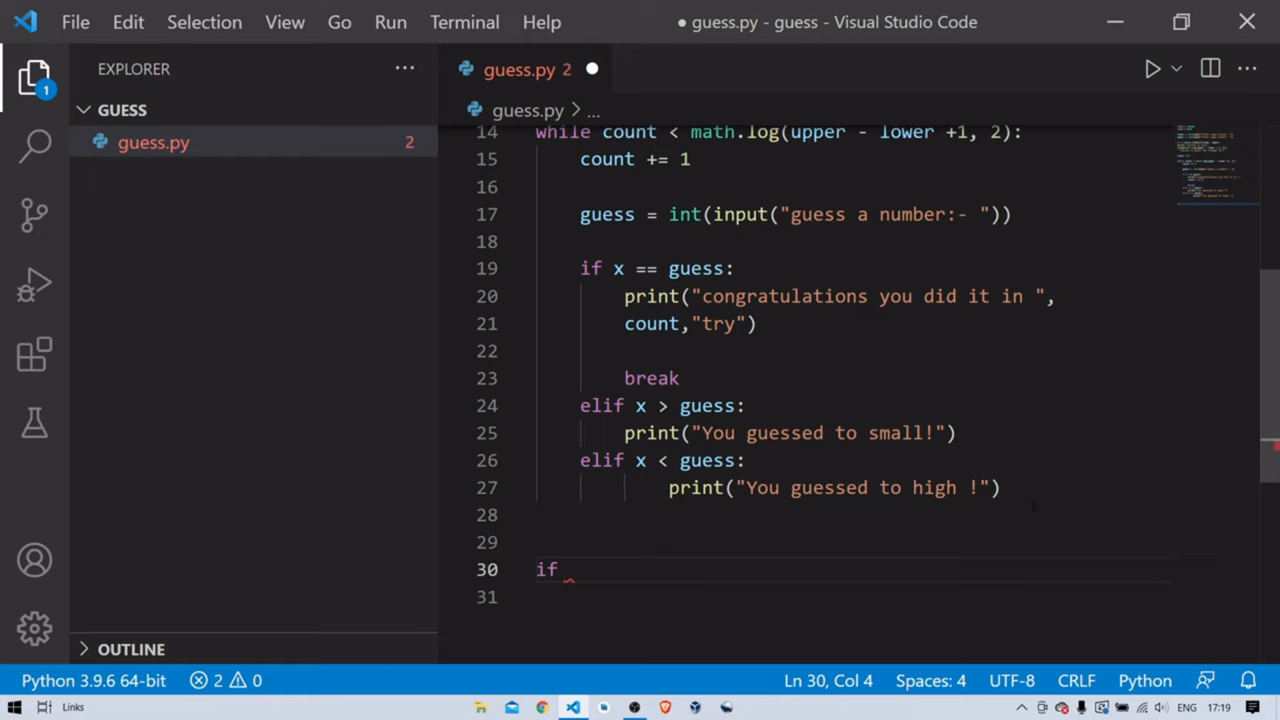 File Edit Selection View Go Run Terminal Help ● guess.py - guess - Visual Studio Code
EXPLORER ...
guess.py 2
1
GUESS
guess.py > ...
guess.py 2
14 while count < math.log(upper - lower +1, 2):
15 count += 1
16
17 guess = int(input("guess a number:- "))
18
19 if x == guess:
20 print("congratulations you did it in ",
21 count,"try")
22
23 break
24 elif x > guess:
25 print("You guessed to small!")
26 elif x < guess:
27 print("You guessed to high !")
28
29
30 if
31
OUTLINE
Python 3.9.6 64-bit 2 0 Ln 30, Col 4 Spaces: 4 UTF-8 CRLF Python
Links ENG 17:19